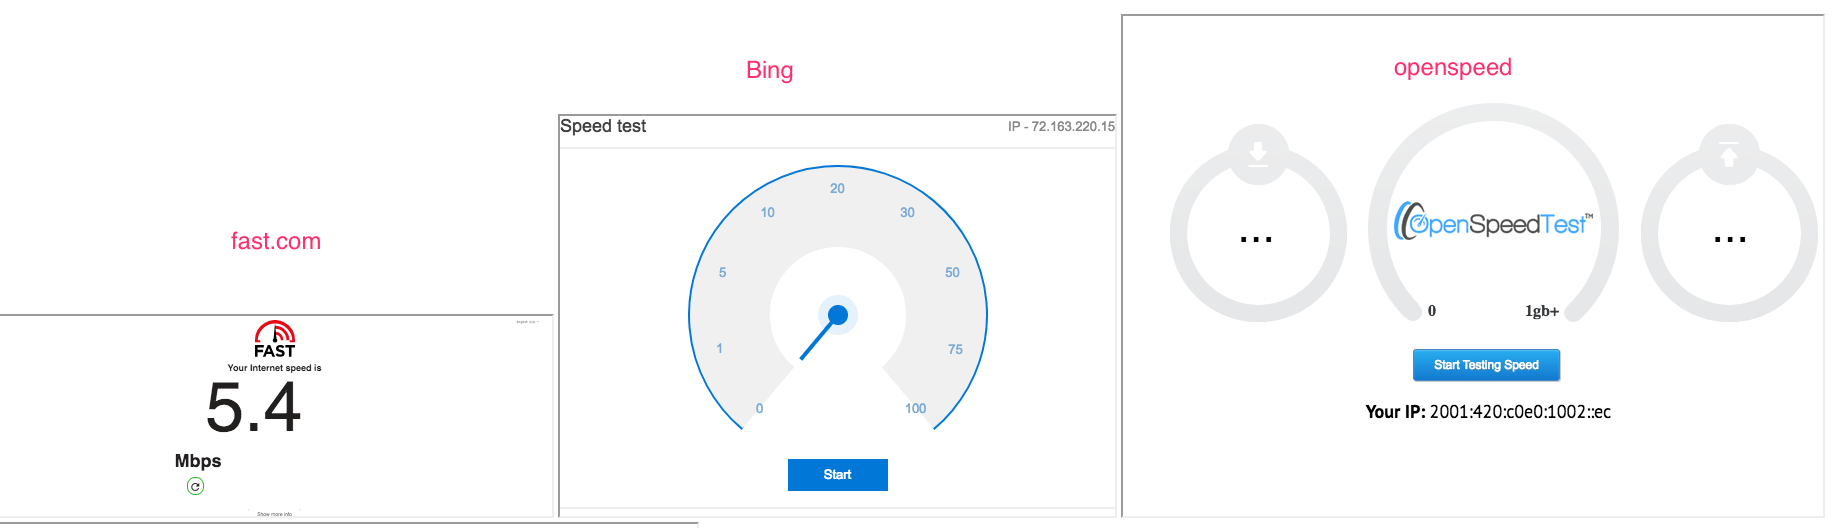 fast.com
FAST
Your Internet speed is
5.4
Mbps
Show more info
Bing
Speed test
IP - 72.163.220.15
20
10
30
5
50
1
75
0
100
Start
openspeed
...
OpenSpeedTest™
...
0
1gb+
Start Testing Speed
Your IP: 2001:420:c0e0:1002::ec